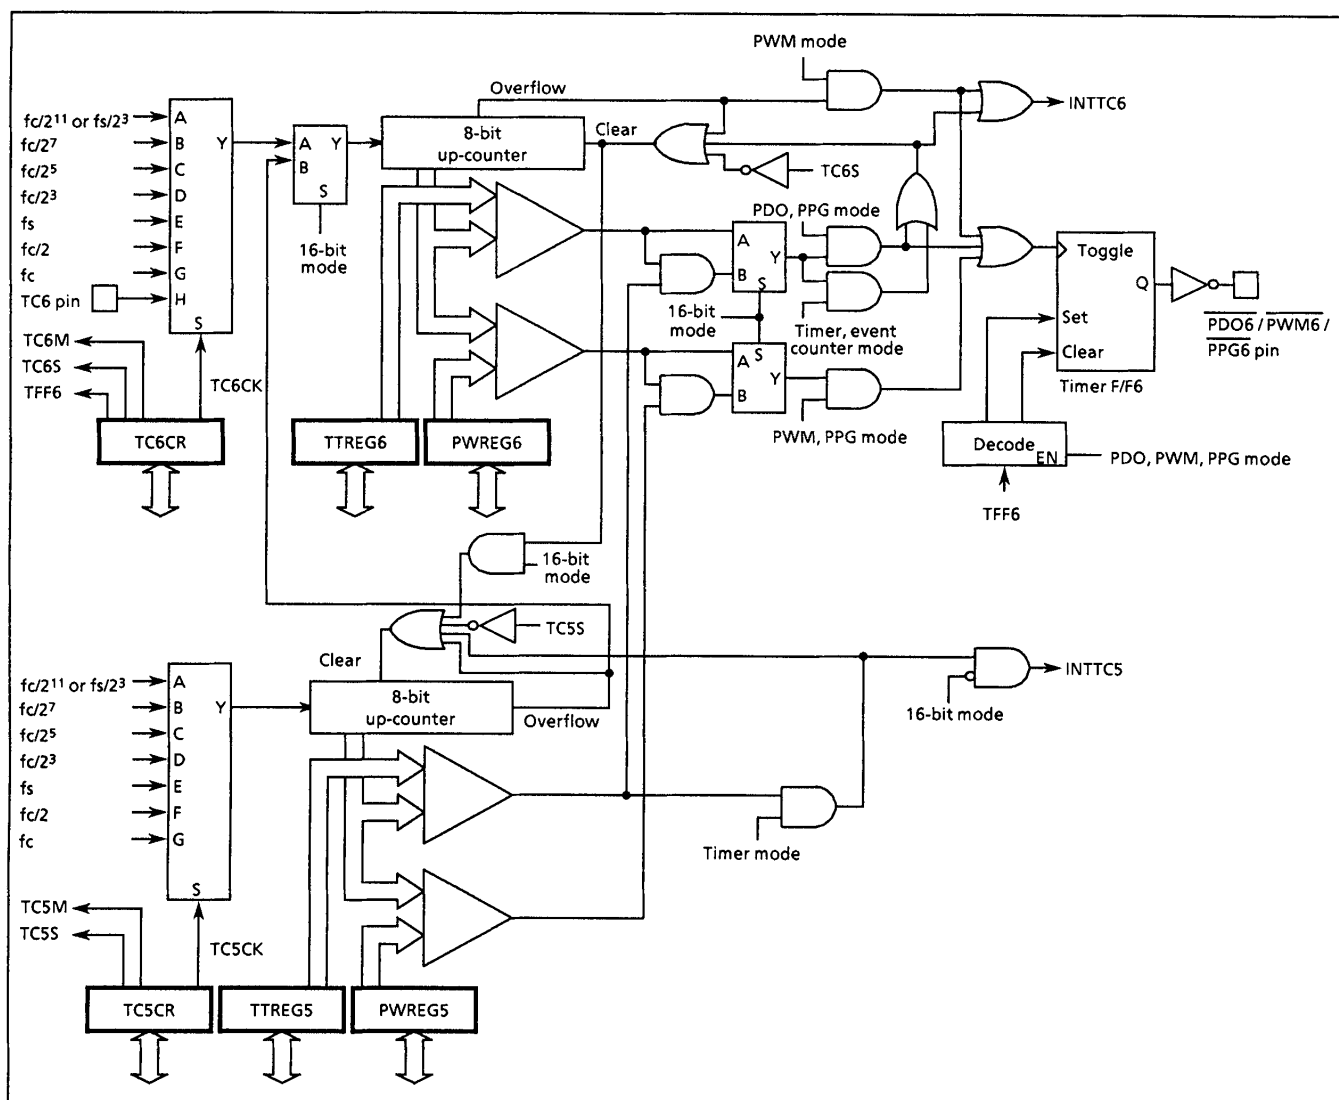 PWM mode
Overflow
INTTC6
fc/2¹¹ or fs/2³
fc/2⁷
fc/2⁵
fc/2³
fs
fc/2
fc
TC6 pin
A
B
C
D
E
F
G
H
Y
S
A
B
Y
S
16-bit
mode
8-bit
up-counter
Clear
TC6S
PDO, PPG mode
A
B
Y
S
16-bit
mode
Timer, event
counter mode
S
A
B
Y
PWM, PPG mode
Toggle
Q
Set
Clear
Timer F/F6
PDO6 / PWM6 /
PPG6 pin
TC6M
TC6S
TFF6
TC6CK
TC6CR
TTREG6
PWREG6
Decode
EN
PDO, PWM, PPG mode
TFF6
16-bit
mode
TC5S
Clear
8-bit
up-counter
Overflow
INTTC5
16-bit mode
fc/2¹¹ or fs/2³
fc/2⁷
fc/2⁵
fc/2³
fs
fc/2
fc
A
B
C
D
E
F
G
Y
S
Timer mode
TC5M
TC5S
TC5CK
TC5CR
TTREG5
PWREG5